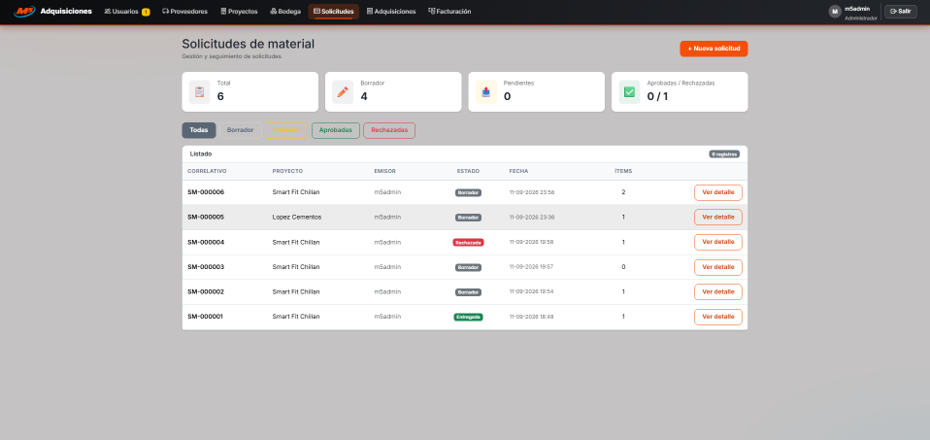 M5 Adquisiciones Usuarios 1 Proveedores Proyectos Bodega Solicitudes Adquisiciones Facturación M m5admin Administrador Salir
Solicitudes de material
Gestión y seguimiento de solicitudes
+ Nueva solicitud
Total
6
Borrador
4
Pendientes
0
Aprobadas / Rechazadas
0 / 1
Todas Borrador Aprobadas Rechazadas
Listado 6 registros
CORRELATIVO PROYECTO EMISOR ESTADO FECHA ÍTEMS
SM-000006 Smart Fit Chillan m5admin Borrador 11-09-2026 23:58 2 Ver detalle
SM-000005 Lopez Cementos m5admin Borrador 11-09-2026 23:36 1 Ver detalle
SM-000004 Smart Fit Chillan m5admin Rechazada 11-09-2026 19:58 1 Ver detalle
SM-000003 Smart Fit Chillan m5admin Borrador 11-09-2026 19:57 0 Ver detalle
SM-000002 Smart Fit Chillan m5admin Borrador 11-09-2026 19:54 1 Ver detalle
SM-000001 Smart Fit Chillan m5admin Entregada 11-09-2026 18:48 1 Ver detalle